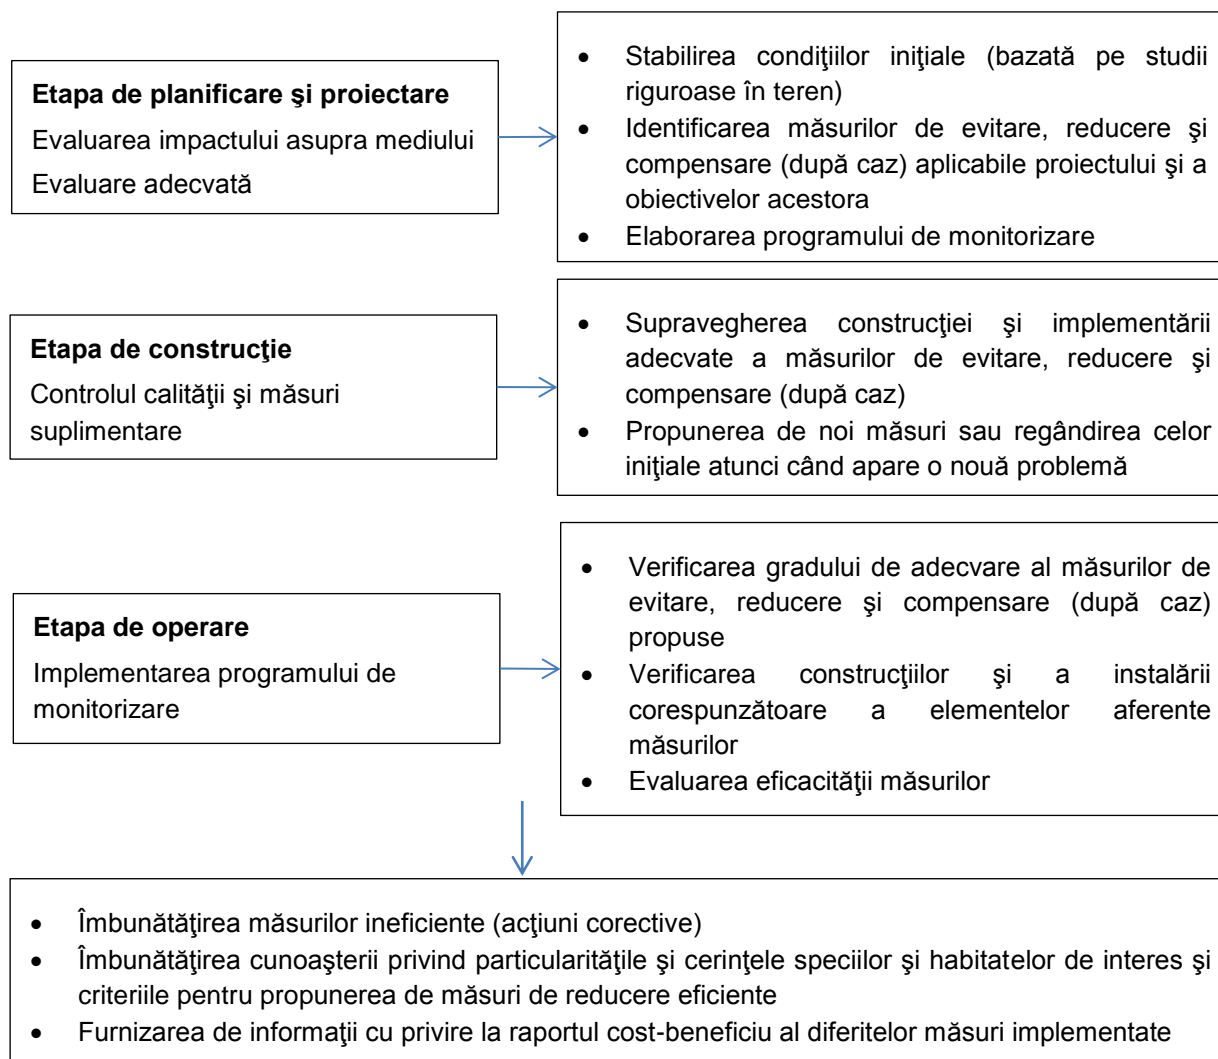 Etapa de planificare şi proiectare
Evaluarea impactului asupra mediului
Evaluare adecvată
• Stabilirea condiţiilor iniţiale (bazată pe studii
riguroase în teren)
• Identificarea măsurilor de evitare, reducere şi
compensare (după caz) aplicabile proiectului şi a
obiectivelor acestora
• Elaborarea programului de monitorizare
Etapa de construcţie
Controlul calităţii şi măsuri
suplimentare
• Supravegherea construcţiei şi implementării
adecvate a măsurilor de evitare, reducere şi
compensare (după caz)
• Propunerea de noi măsuri sau regândirea celor
iniţiale atunci când apare o nouă problemă
Etapa de operare
Implementarea programului de
monitorizare
• Verificarea gradului de adecvare al măsurilor de
evitare, reducere şi compensare (după caz)
propuse
• Verificarea construcţiilor şi a instalării
corespunzătoare a elementelor aferente
măsurilor
• Evaluarea eficacităţii măsurilor
• Îmbunătăţirea măsurilor ineficiente (acţiuni corective)
• Îmbunătăţirea cunoaşterii privind particularităţile şi cerinţele speciilor şi habitatelor de interes şi
criteriile pentru propunerea de măsuri de reducere eficiente
• Furnizarea de informaţii cu privire la raportul cost-beneficiu al diferitelor măsuri implementate